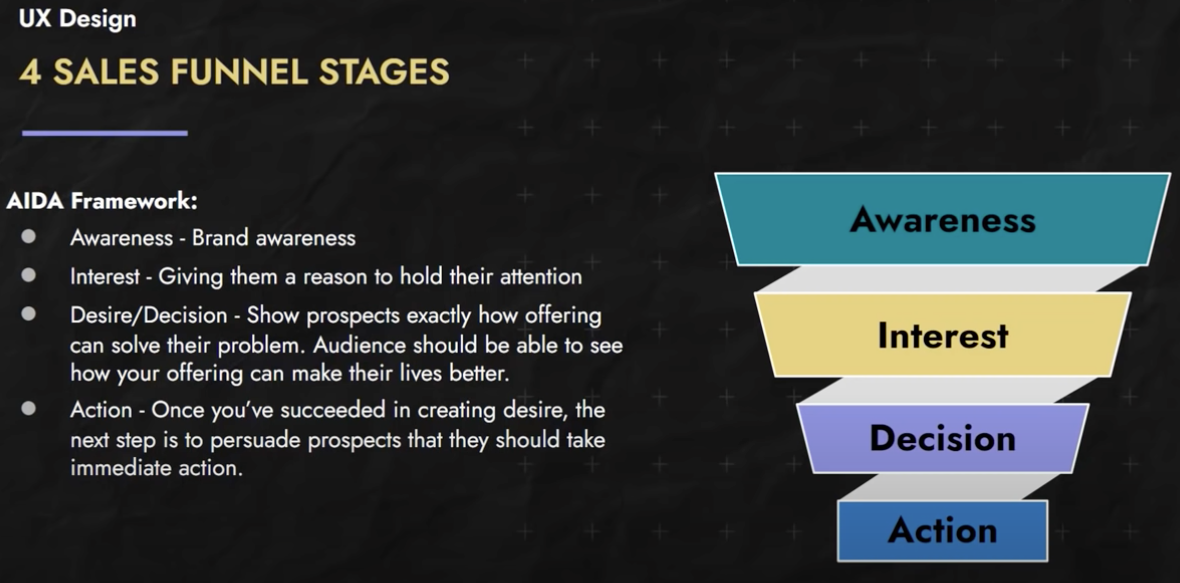 UX Design
4 SALES FUNNEL STAGES
AIDA Framework:
Awareness - Brand awareness
Interest - Giving them a reason to hold their attention
Desire/Decision - Show prospects exactly how offering
can solve their problem. Audience should be able to see
how your offering can make their lives better.
Action - Once you’ve succeeded in creating desire, the
next step is to persuade prospects that they should take
immediate action.
Awareness
Interest
Decision
Action